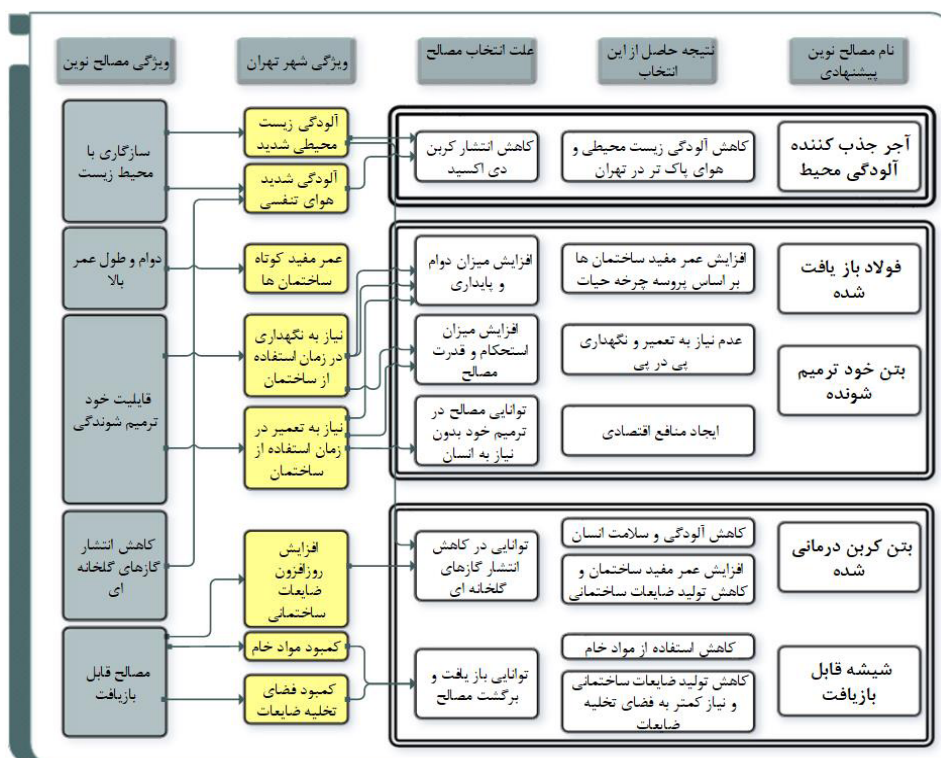 نام مصالح نوین
پیشنهادی
نتیجه حاصل از این
انتخاب
علت انتخاب مصالح
ویژگی شهر تهران
ویژگی مصالح نوین
سازگاری با
محیط زیست
دوام و طول عمر
بالا
قابلیت خود
ترمیم شوندگی
کاهش انتشار
گازهای گلخانه
ای
مصالح قابل
بازیافت
آلودگی زیست
محیطی شدید
آلودگی شدید
هوای تنفسی
عمر مفید کوتاه
ساختمان ها
نیاز به نگهداری
در زمان استفاده
از ساختمان
نیاز به تعمیر در
زمان استفاده از
ساختمان
افزایش
روزافزون
ضایعات
ساختمانی
کمبود مواد خام
کمبود فضای
تخلیه ضایعات
کاهش انتشار کربن
دی اکسید
افزایش میزان دوام
و پایداری
افزایش میزان
استحکام و قدرت
مصالح
توانایی مصالح در
ترمیم خود بدون
نیاز به انسان
توانایی در کاهش
انتشار گازهای
گلخانه ای
توانایی باز یافت و
برگشت مصالح
کاهش آلودگی زیست محیطی و
هوای پاک تر در تهران
افزایش عمر مفید ساختمان ها
بر اساس پروسه چرخه حیات
عدم نیاز به تعمیر و نگهداری
پی در پی
ایجاد منافع اقتصادی
کاهش آلودگی و سلامت انسان
افزایش عمر مفید ساختمان و
کاهش تولید ضایعات ساختمانی
کاهش استفاده از مواد خام
کاهش تولید ضایعات ساختمانی
و نیاز کمتر به فضای تخلیه
ضایعات
آجر جذب کننده
آلودگی محیط
فولاد باز یافت
شده
بتن خود ترمیم
شونده
بتن کربن درمانی
شده
شیشه قابل
بازیافت